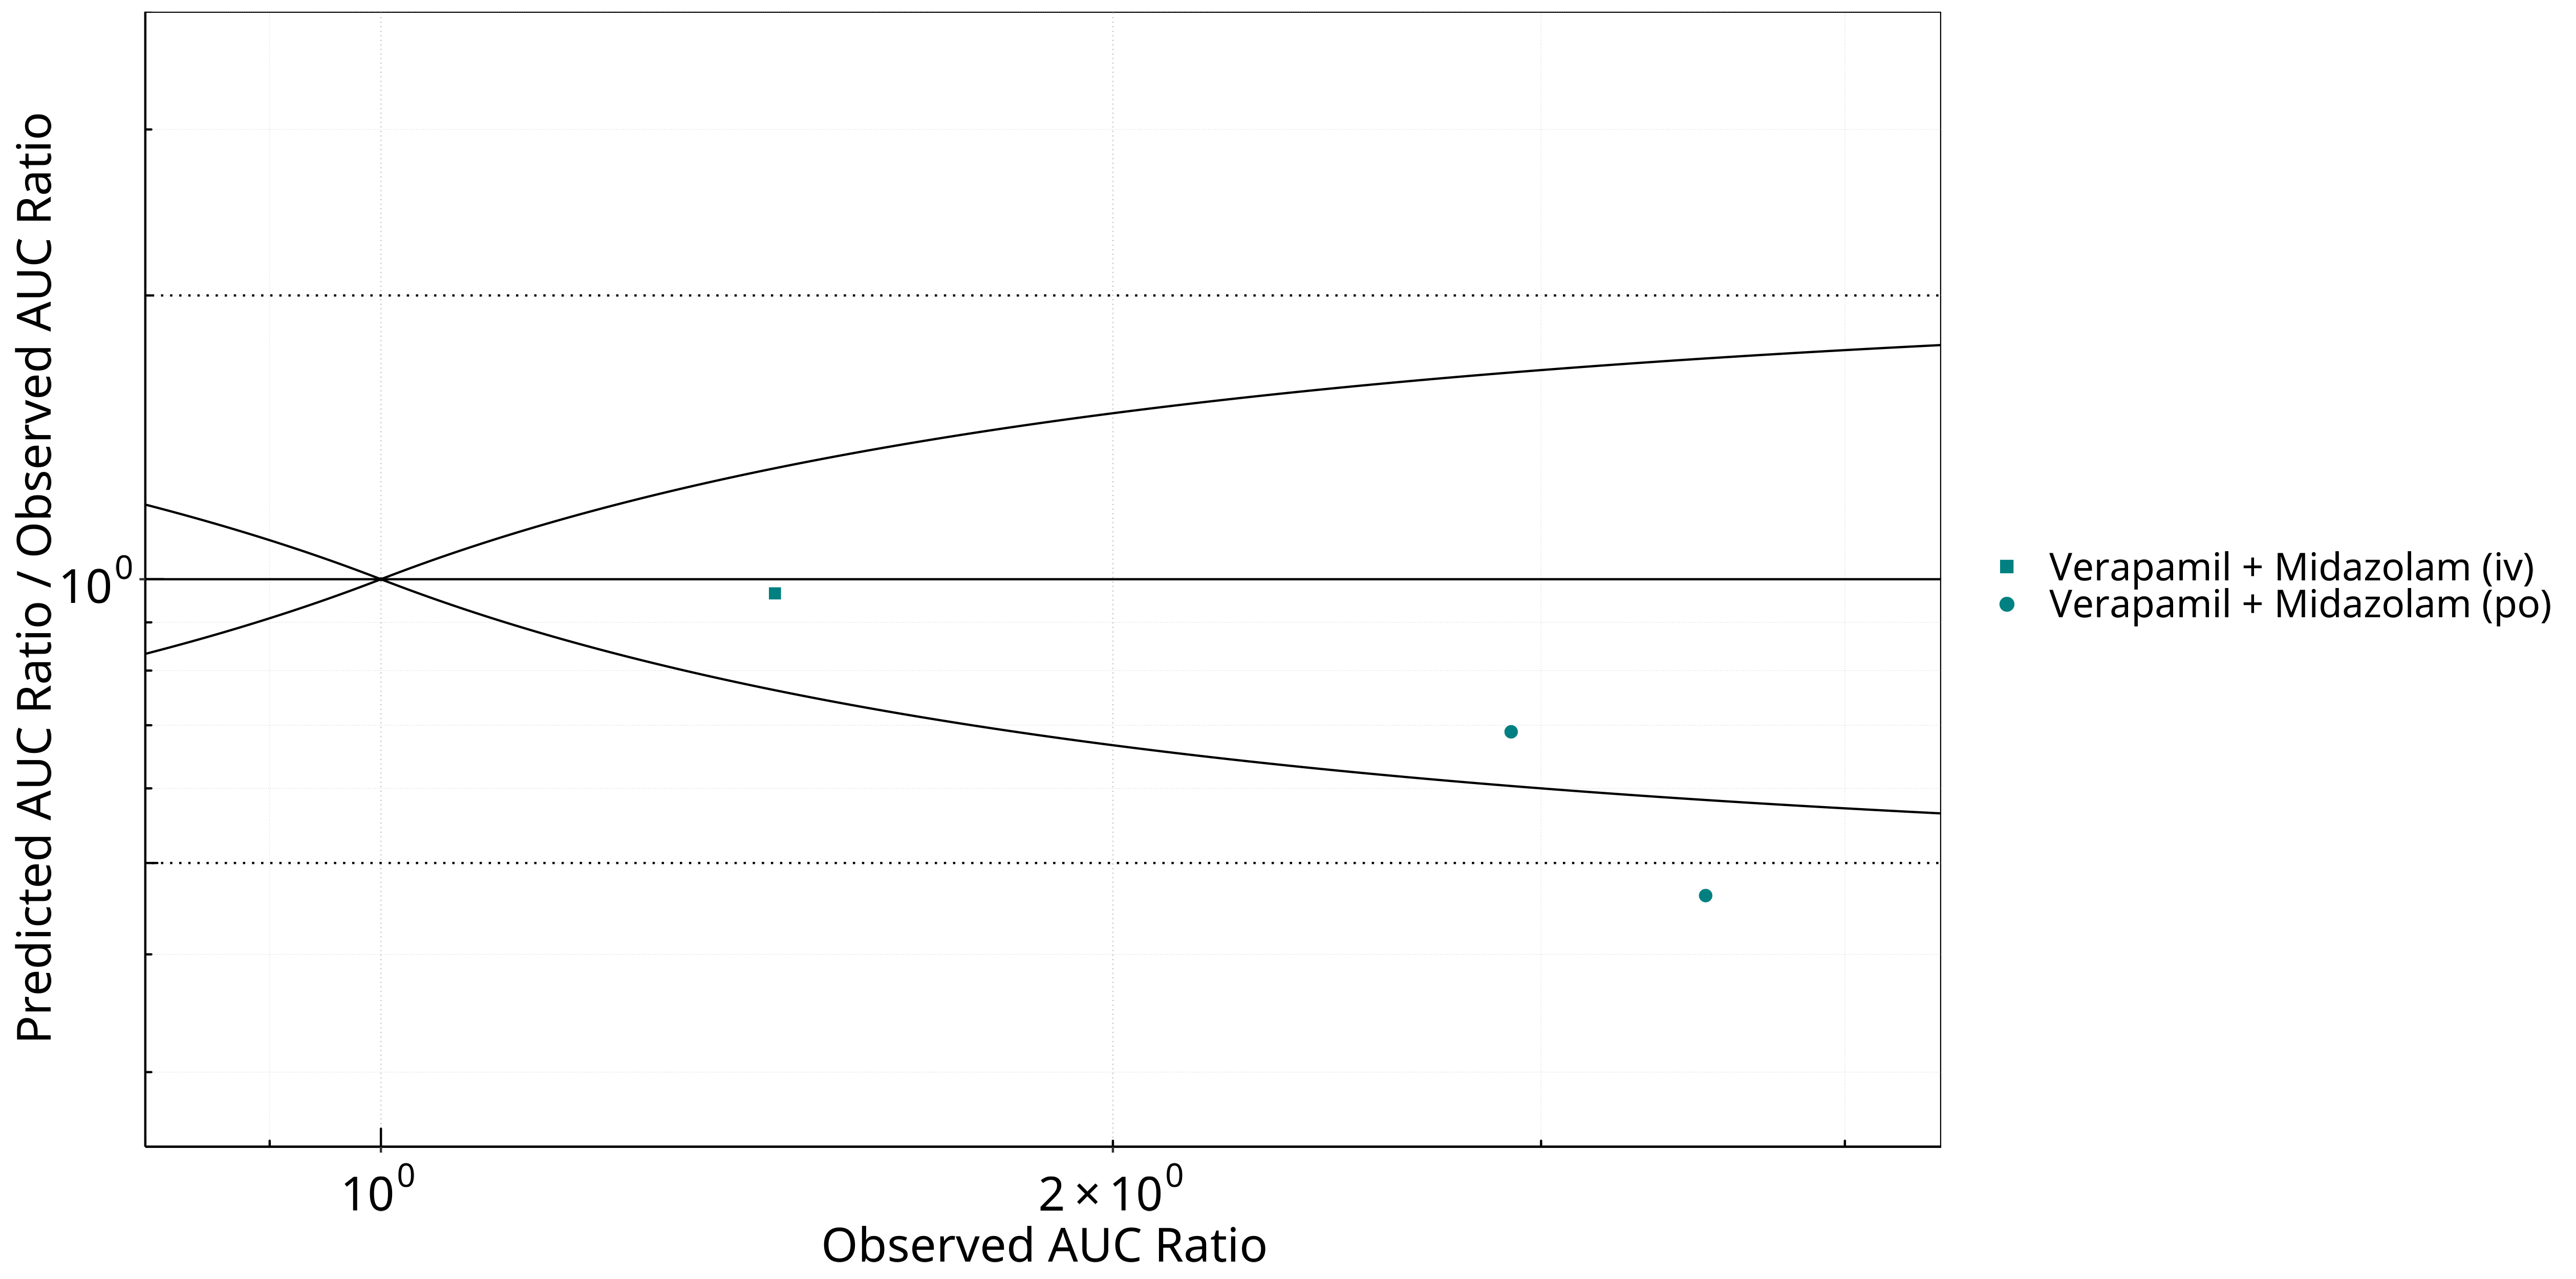 Predicted AUC Ratio / Observed AUC Ratio
10⁰
10⁰
2 × 10⁰
Observed AUC Ratio
Verapamil + Midazolam (iv)
Verapamil + Midazolam (po)